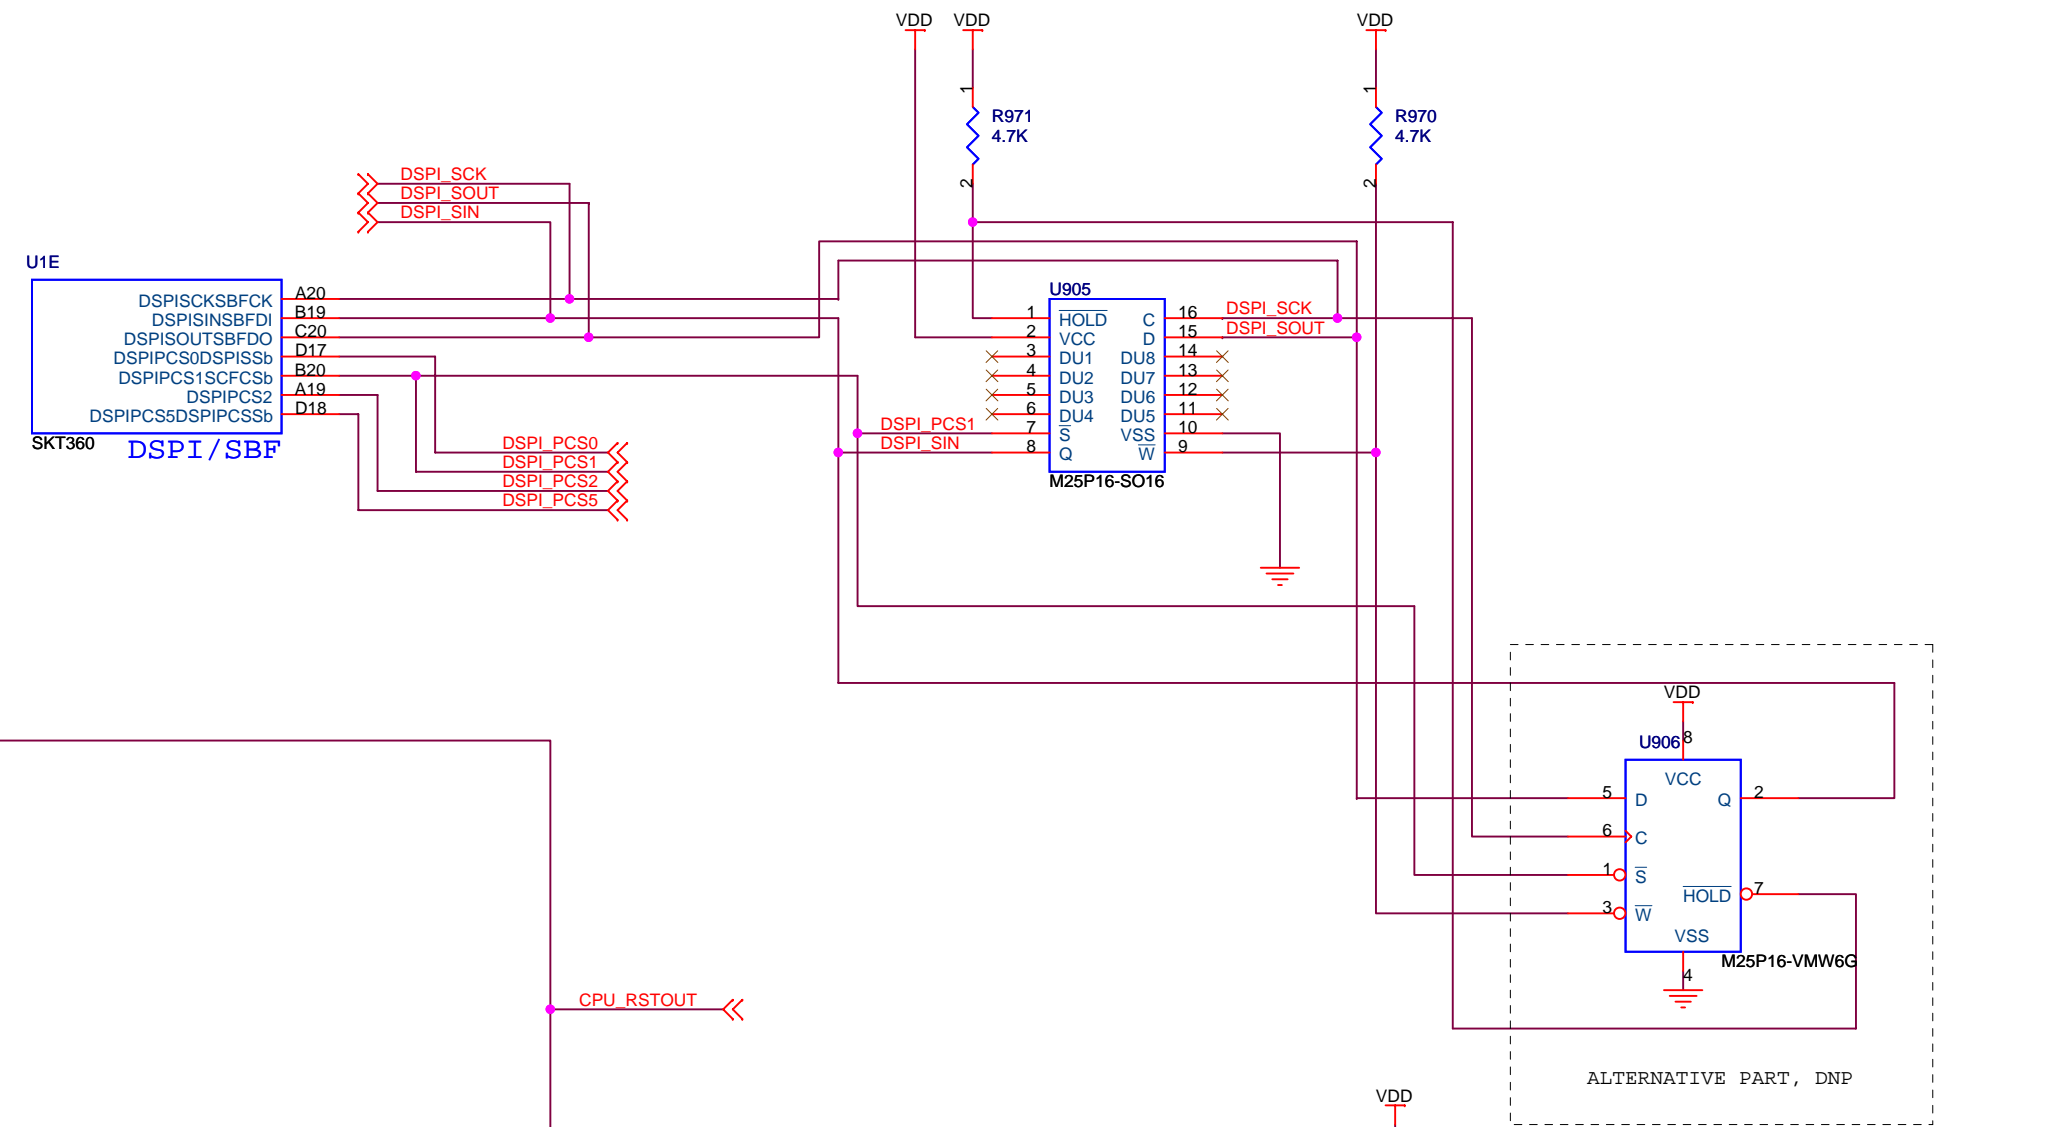 VDD VDD VDD
1 1
R971 R970
4.7K 4.7K
2 2
DSPI_SCK
DSPI_SOUT
DSPI_SIN
U1E
DSPISCKSBFCK A20
DSPISINSBFDI B19
DSPISOUTSBFDO C20
DSPIPCS0DSPISSb D17
DSPIPCS1SCFCSb B20
DSPIPCS2 A19
DSPIPCS5DSPIPCSSb D18
SKT360 DSPI/SBF
DSPI_PCS0
DSPI_PCS1
DSPI_PCS2
DSPI_PCS5
U905
1 HOLD C 16 DSPI_SCK
2 VCC D 15 DSPI_SOUT
3 DU1 DU8 14
4 DU2 DU7 13
5 DU3 DU6 12
6 DU4 DU5 11
DSPI_PCS1 7 S VSS 10
DSPI_SIN 8 Q W 9
M25P16-SO16
VDD
U906 8
VCC
5 D Q 2
6 C
1 S
HOLD 7
3 W
VSS
M25P16-VMW6G
4
CPU_RSTOUT
ALTERNATIVE PART, DNP
VDD